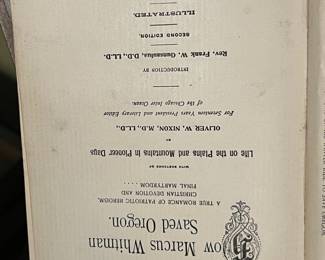 How Marcus Whitman
Saved Oregon.
A TRUE ROMANCE OF PATRIOTIC HEROISM,
CHRISTIAN DEVOTION AND
FINAL MARTYRDOM ....
WITH SKETCHES OF
Life on the Plains and Mountains in Pioneer Days
BY
OLIVER W. NIXON, M.D., LL.D.,
For Seventeen Years President and Literary Editor
of the Chicago Inter Ocean.
INTRODUCTION BY
Rev. Frank W. Gunsaulus, D.D., LL.D.
SECOND EDITION.
ILLUSTRATED.